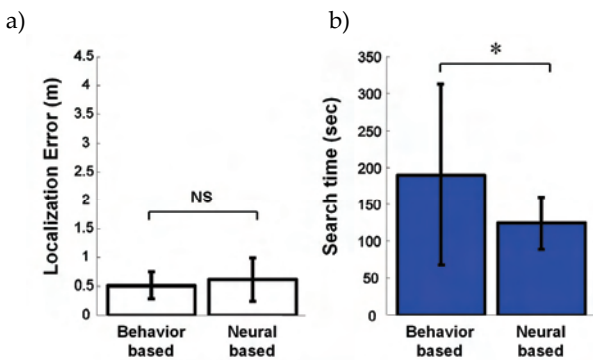 a)
Localization Error (m)
4.5
4
3.5
3
2.5
2
1.5
1
0.5
0
NS
Behavior
based
Neural
based
b)
Search time (sec)
350
300
250
200
150
100
50
0
*
Behavior
based
Neural
based